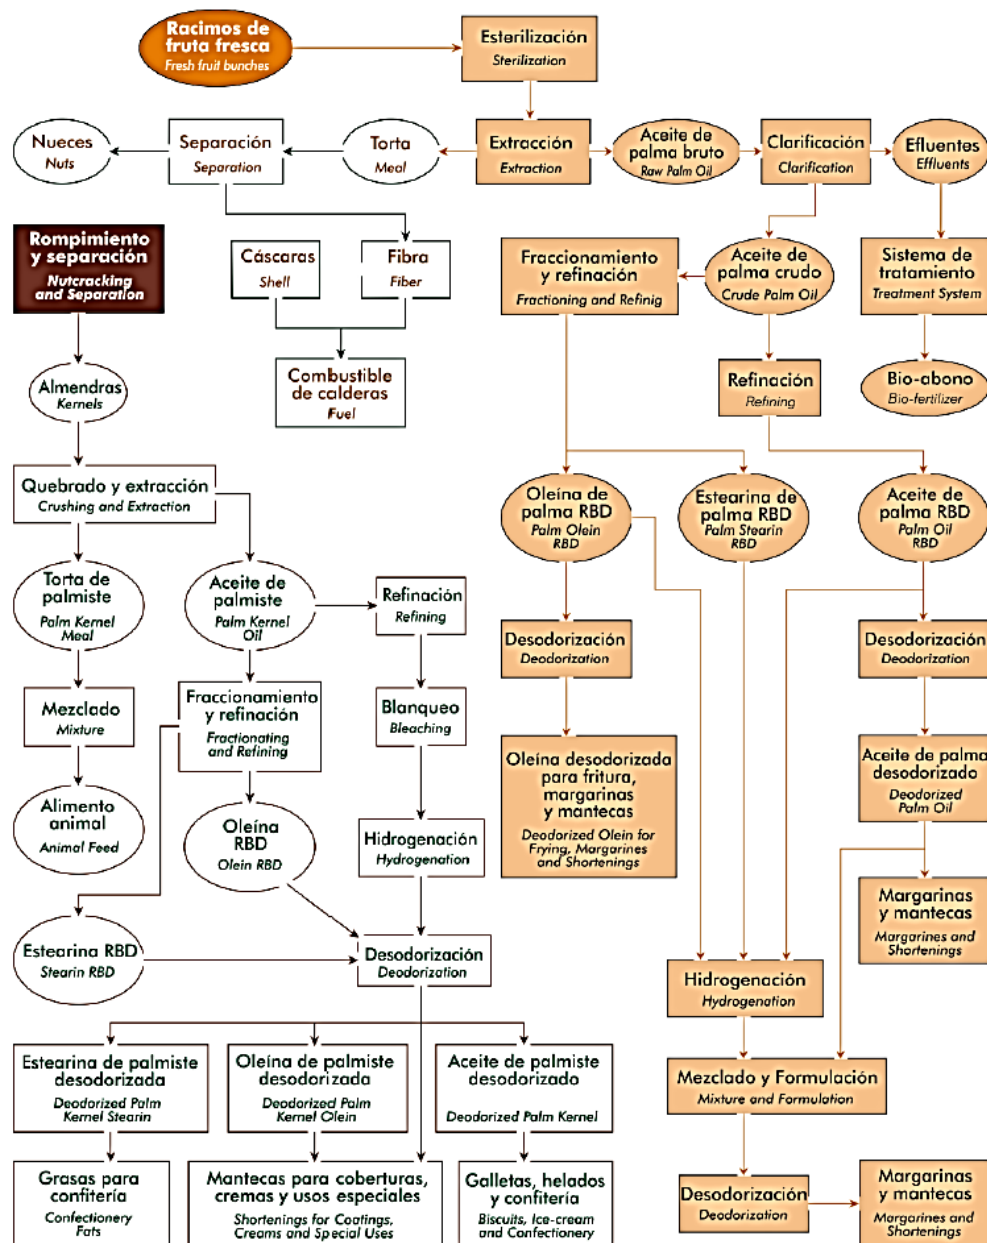 Racimos de
fruta fresca
Fresh fruit bunches
Esterilización
Sterilization
Nueces
Nuts
Separación
Separation
Torta
Meal
Extracción
Extraction
Aceite de
palma bruto
Raw Palm Oil
Clarificación
Clarification
Efluentes
Effluents
Rompimiento
y separación
Nutcracking
and Separation
Cáscaras
Shell
Fibra
Fiber
Fraccionamiento
y refinación
Fractioning and Refinig
Aceite de
palma crudo
Crude Palm Oil
Sistema de
tratamiento
Treatment System
Almendras
Kernels
Combustible
de calderas
Fuel
Refinación
Refining
Bio-abono
Bio-fertilizer
Quebrado y extracción
Crushing and Extraction
Oleína de
palma RBD
Palm Olein
RBD
Estearina de
palma RBD
Palm Stearin
RBD
Aceite de
palma RBD
Palm Oil
RBD
Torta de
palmiste
Palm Kernel
Meal
Aceite de
palmiste
Palm Kernel
Oil
Refinación
Refining
Desodorización
Deodorization
Desodorización
Deodorization
Mezclado
Mixture
Fraccionamiento
y refinación
Fractionating
and Refining
Blanqueo
Bleaching
Oleína desodorizada
para fritura,
margarinas
y mantecas
Deodorized Olein for
Frying, Margarines
and Shortenings
Aceite de palma
desodorizado
Deodorized
Palm Oil
Alimento
animal
Animal Feed
Oleína RBD
Olein RBD
Hidrogenación
Hydrogenation
Margarinas
y mantecas
Margarines and
Shortenings
Estearina RBD
Stearin RBD
Desodorización
Deodorization
Hidrogenación
Hydrogenation
Estearina de palmiste
desodorizada
Deodorized Palm
Kernel Stearin
Oleína de palmiste
desodorizada
Deodorized Palm
Kernel Olein
Aceite de palmiste
desodorizado
Deodorized Palm Kernel
Mezclado y Formulación
Mixture and Formulation
Grasas para
confitería
Confectionery
Fats
Mantecas para coberturas,
cremas y usos especiales
Shortenings for Coatings,
Creams and Special Uses
Galletas, helados
y confitería
Biscuits, Ice-cream
and Confectionery
Desodorización
Deodorization
Margarinas
y mantecas
Margarines and
Shortenings